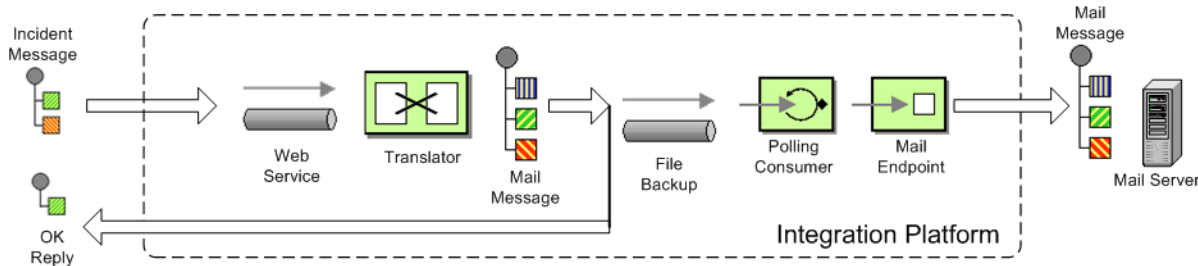 Incident
Message
Web
Service
Translator
Mail
Message
File
Backup
Polling
Consumer
Mail
Endpoint
Mail
Message
Mail Server
OK
Reply
Integration Platform